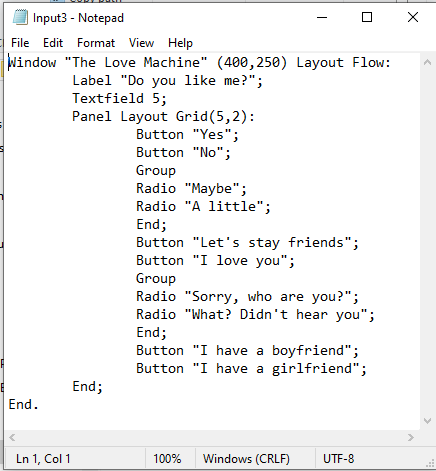 Input3 - Notepad
File Edit Format View Help
Window "The Love Machine" (400,250) Layout Flow:
Label "Do you like me?";
Textfield 5;
Panel Layout Grid(5,2):
Button "Yes";
Button "No";
Group
Radio "Maybe";
Radio "A little";
End;
Button "Let's stay friends";
Button "I love you";
Group
Radio "Sorry, who are you?";
Radio "What? Didn't hear you";
End;
Button "I have a boyfriend";
Button "I have a girlfriend";
End;
End.
Ln 1, Col 1 100% Windows (CRLF) UTF-8